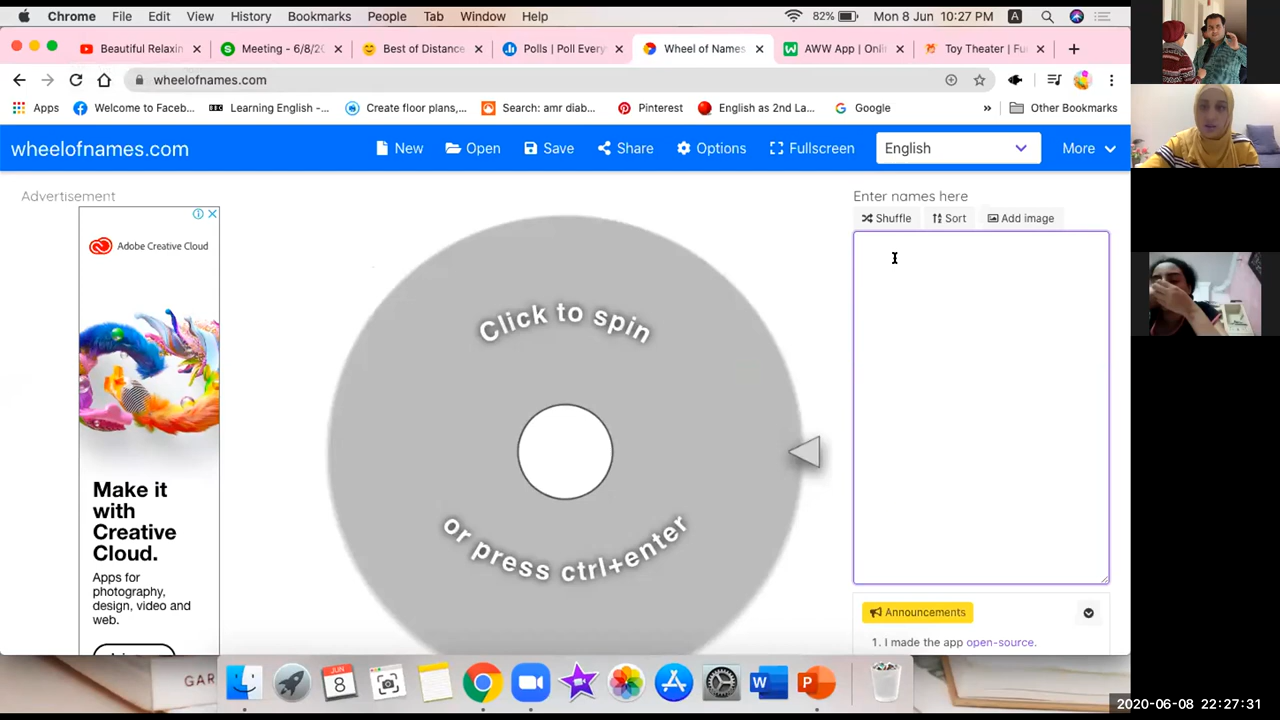 Chrome File Edit View History Bookmarks People Tab Window Help 82% Mon 8 Jun 10:27 PM A
Beautiful Relaxin Meeting - 6/8/20 Best of Distance Polls | Poll Every Wheel of Names AWW App | Onli Toy Theater | Fu
wheelofnames.com
Apps Welcome to Faceb... Learning English -... Create floor plans,... Search: amr diab... Pinterest English as 2nd La... Google » Other Bookmarks
wheelofnames.com New Open Save Share Options Fullscreen English More
Advertisement
Enter names here
Shuffle Sort Add image
Adobe Creative Cloud
Make it
with
Creative
Cloud.
Apps for
photography,
design, video and
web.
Click to spin
or press ctrl+enter
Announcements
1. I made the app open-source.
GAR
JUN
8
W P
2020-06-08 22:27:31